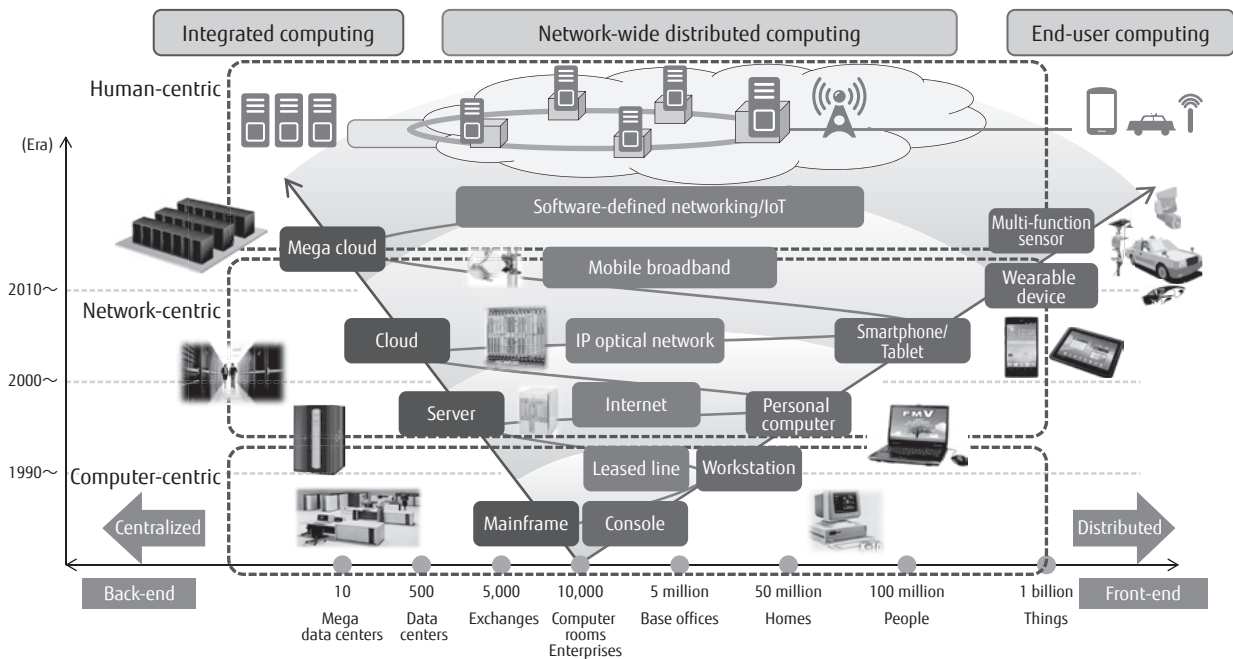 Integrated computing
Network-wide distributed computing
End-user computing
Human-centric
(Era)
Software-defined networking/IoT
Multi-function
sensor
Mega cloud
Mobile broadband
Wearable
device
2010～
Network-centric
Cloud
IP optical network
Smartphone/
Tablet
2000～
Server
Internet
Personal
computer
FMV
Leased line
Workstation
1990～
Computer-centric
Centralized
Mainframe
Console
Distributed
Back-end
Front-end
10
500
5,000
10,000
5 million
50 million
100 million
1 billion
Mega
data centers
Data
centers
Exchanges
Computer
rooms
Enterprises
Base offices
Homes
People
Things